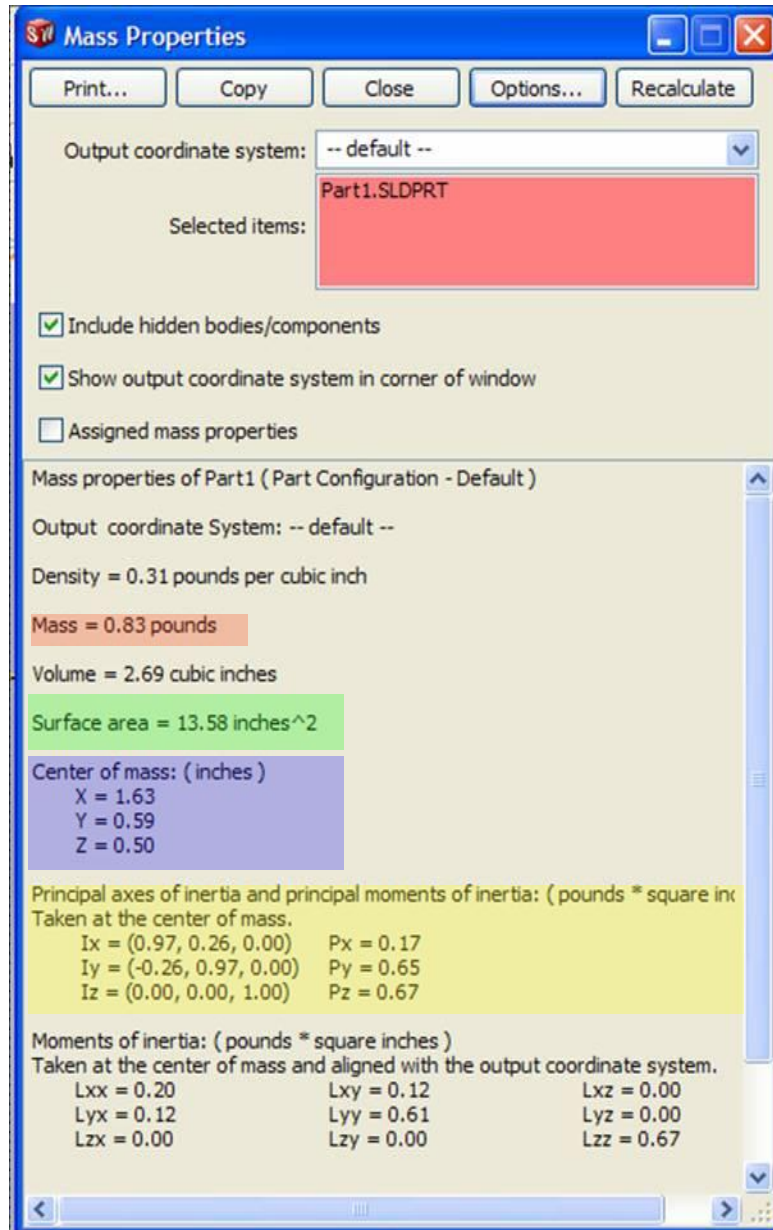 Mass Properties
Print... Copy Close Options... Recalculate
Output coordinate system: -- default --
Part1.SLDPRT
Selected items:
Include hidden bodies/components
Show output coordinate system in corner of window
Assigned mass properties
Mass properties of Part1 ( Part Configuration - Default )
Output coordinate System: -- default --
Density = 0.31 pounds per cubic inch
Mass = 0.83 pounds
Volume = 2.69 cubic inches
Surface area = 13.58 inches^2
Center of mass: ( inches )
X = 1.63
Y = 0.59
Z = 0.50
Principal axes of inertia and principal moments of inertia: ( pounds * square inc
Taken at the center of mass.
Ix = (0.97, 0.26, 0.00) Px = 0.17
Iy = (-0.26, 0.97, 0.00) Py = 0.65
Iz = (0.00, 0.00, 1.00) Pz = 0.67
Moments of inertia: ( pounds * square inches )
Taken at the center of mass and aligned with the output coordinate system.
Lxx = 0.20 Lxy = 0.12 Lxz = 0.00
Lyx = 0.12 Lyy = 0.61 Lyz = 0.00
Lzx = 0.00 Lzy = 0.00 Lzz = 0.67